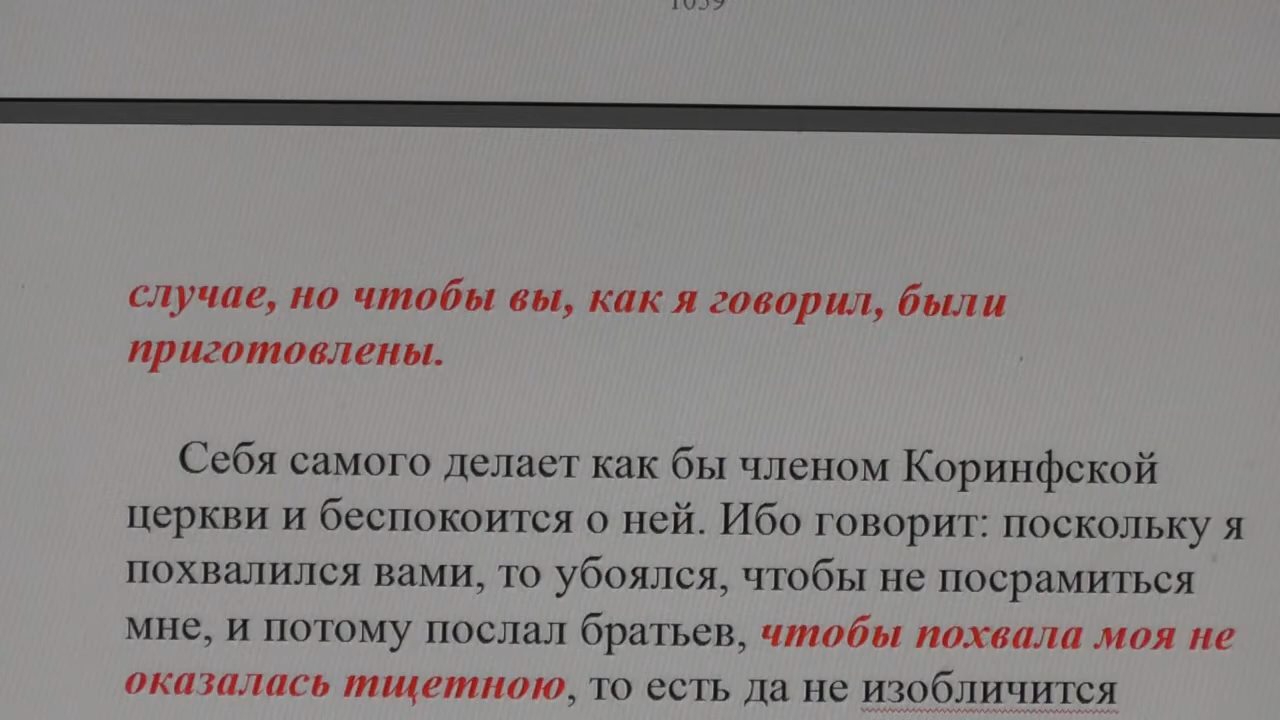 случае, но чтобы вы, как я говорил, были
приготовлены.
Себя самого делает как бы членом Коринфской
церкви и беспокоится о ней. Ибо говорит: поскольку я
похвалился вами, то убоялся, чтобы не посрамиться
мне, и потому послал братьев, чтобы похвала моя не
оказалась тщетною, то есть да не изобличится